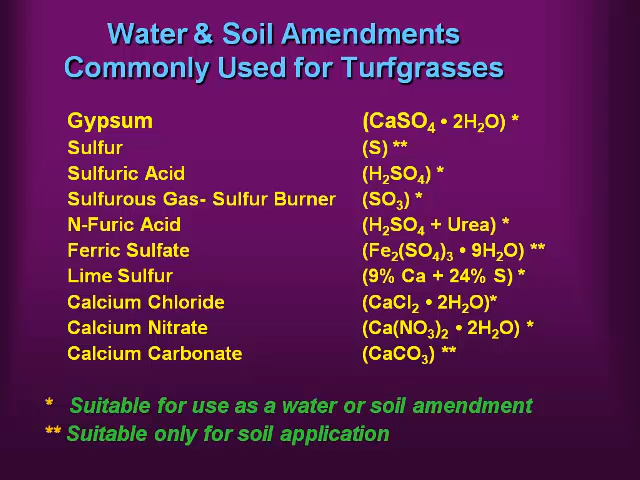 Water & Soil Amendments
Commonly Used for Turfgrasses
Gypsum (CaSO₄ • 2H₂O) *
Sulfur (S) **
Sulfuric Acid (H₂SO₄) *
Sulfurous Gas- Sulfur Burner (SO₃) *
N-Furic Acid (H₂SO₄ + Urea) *
Ferric Sulfate (Fe₂(SO₄)₃ • 9H₂O) **
Lime Sulfur (9% Ca + 24% S) *
Calcium Chloride (CaCl₂ • 2H₂O)*
Calcium Nitrate (Ca(NO₃)₂ • 2H₂O) *
Calcium Carbonate (CaCO₃) **
* Suitable for use as a water or soil amendment
** Suitable only for soil application